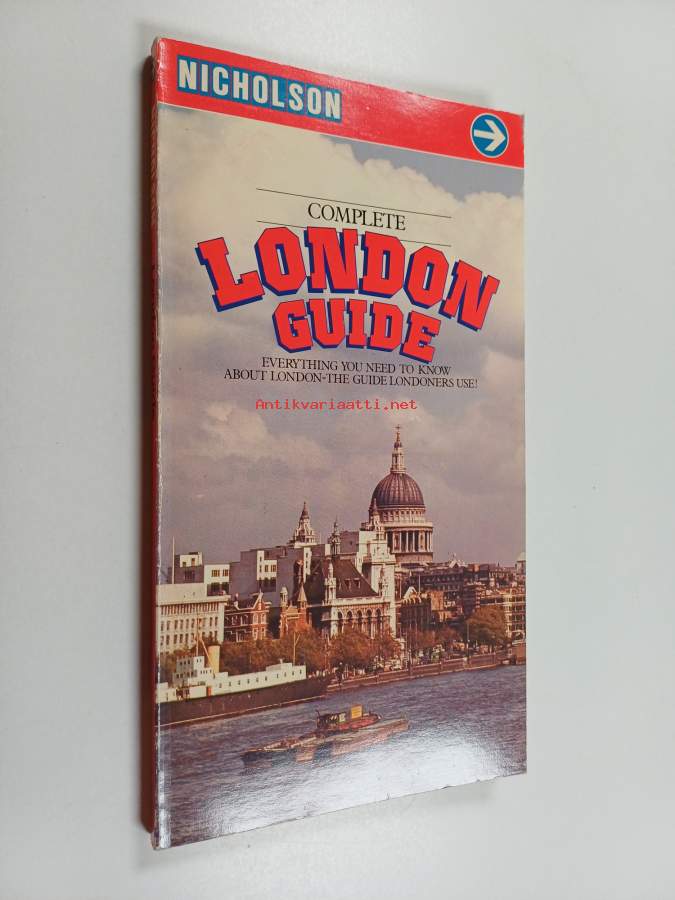 NICHOLSON
COMPLETE
LONDON
GUIDE
EVERYTHING YOU NEED TO KNOW
ABOUT LONDON-THE GUIDE LONDONERS USE!
Antikvariaatti.net